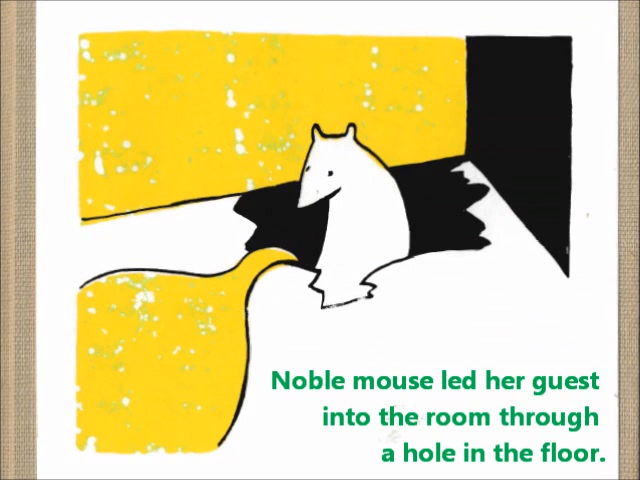 Noble mouse led her guest
into the room through
a hole in the floor.